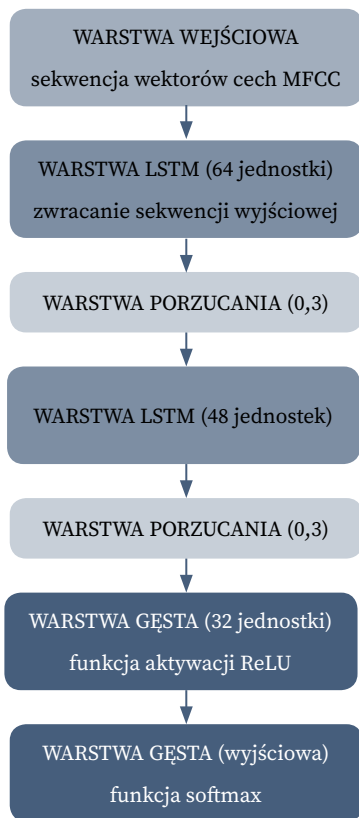 WARSTWA WEJŚCIOWA
sekwencja wektorów cech MFCC
WARSTWA LSTM (64 jednostki)
zwracanie sekwencji wyjściowej
WARSTWA PORZUCANIA (0,3)
WARSTWA LSTM (48 jednostek)
WARSTWA PORZUCANIA (0,3)
WARSTWA GĘSTA (32 jednostki)
funkcja aktywacji ReLU
WARSTWA GĘSTA (wyjściowa)
funkcja softmax